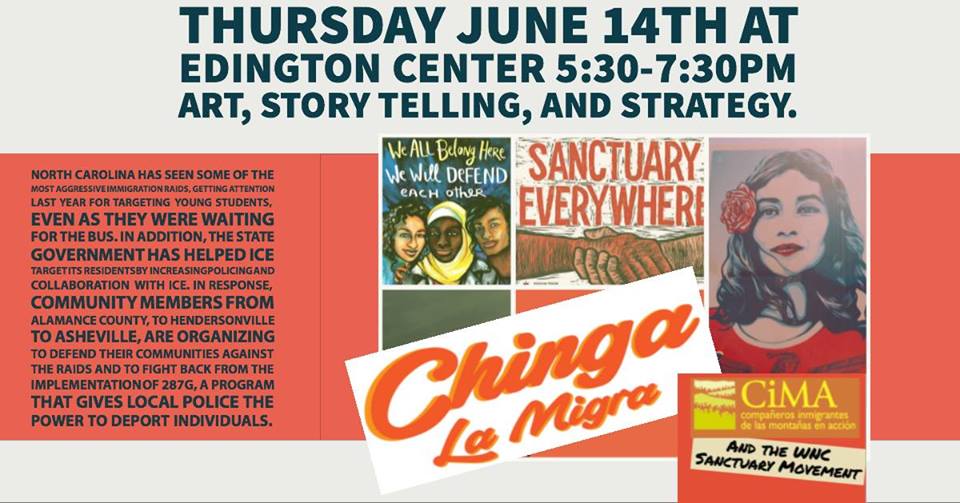 THURSDAY JUNE 14TH AT
EDINGTON CENTER 5:30-7:30PM
ART, STORY TELLING, AND STRATEGY.
NORTH CAROLINA HAS SEEN SOME OF THE
MOST AGGRESSIVE IMMIGRATION RAIDS, GETTING ATTENTION
LAST YEAR FOR TARGETING YOUNG STUDENTS,
EVEN AS THEY WERE WAITING
FOR THE BUS. IN ADDITION, THE STATE
GOVERNMENT HAS HELPED ICE
TARGET ITS RESIDENTS BY INCREASING POLICING AND
COLLABORATION WITH ICE. IN RESPONSE,
COMMUNITY MEMBERS FROM
ALAMANCE COUNTY, TO HENDERSONVILLE
TO ASHEVILLE, ARE ORGANIZING
TO DEFEND THEIR COMMUNITIES AGAINST
THE RAIDS AND TO FIGHT BACK FROM THE
IMPLEMENTATION OF 287G, A PROGRAM
THAT GIVES LOCAL POLICE THE
POWER TO DEPORT INDIVIDUALS.
We ALL Belong Here
We Will DEFEND
each other
SANCTUARY
EVERYWHERE
Chinga
La Migra
CiMA
compañeros inmigrantes
de las montañas en acción
AND THE WNC
SANCTUARY MOVEMENT